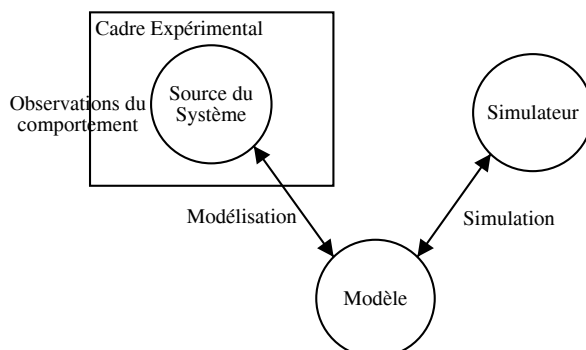 Cadre Expérimental
Source du
Système
Observations du
comportement
Simulateur
Modélisation
Simulation
Modèle